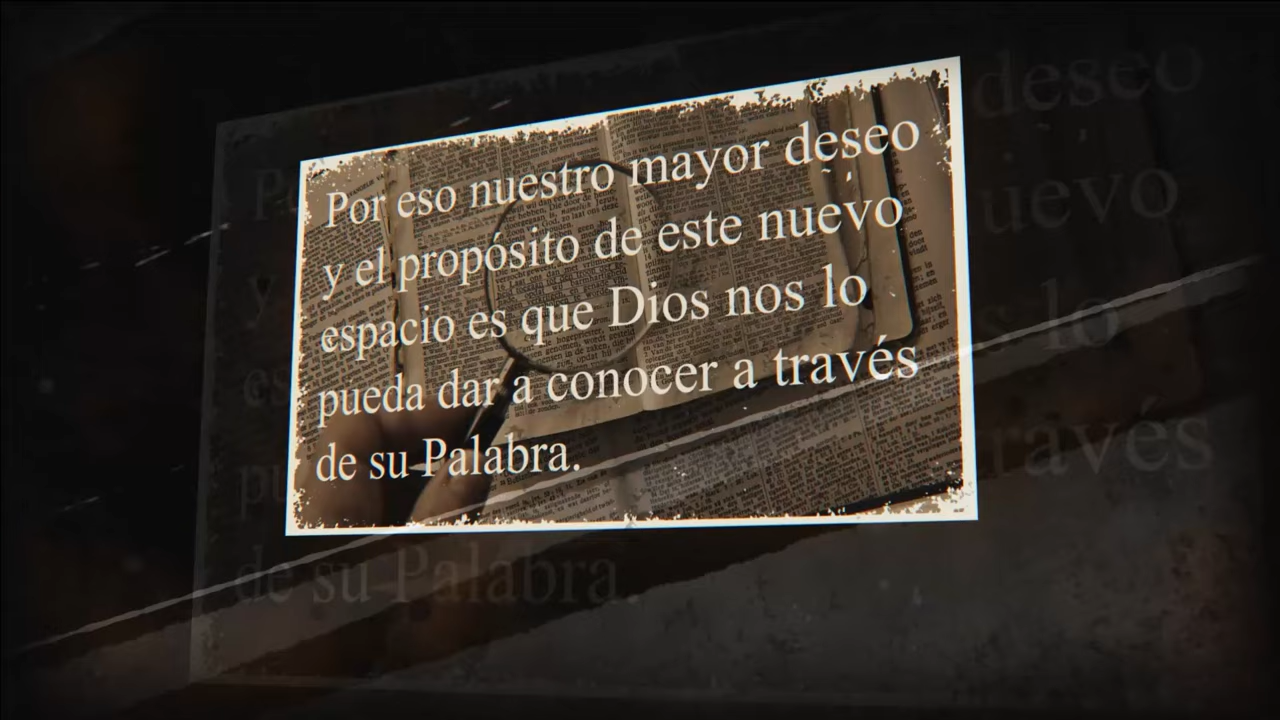 Por eso nuestro mayor deseo
y el propósito de este nuevo
espacio es que Dios nos lo
pueda dar a conocer a través
de su Palabra.